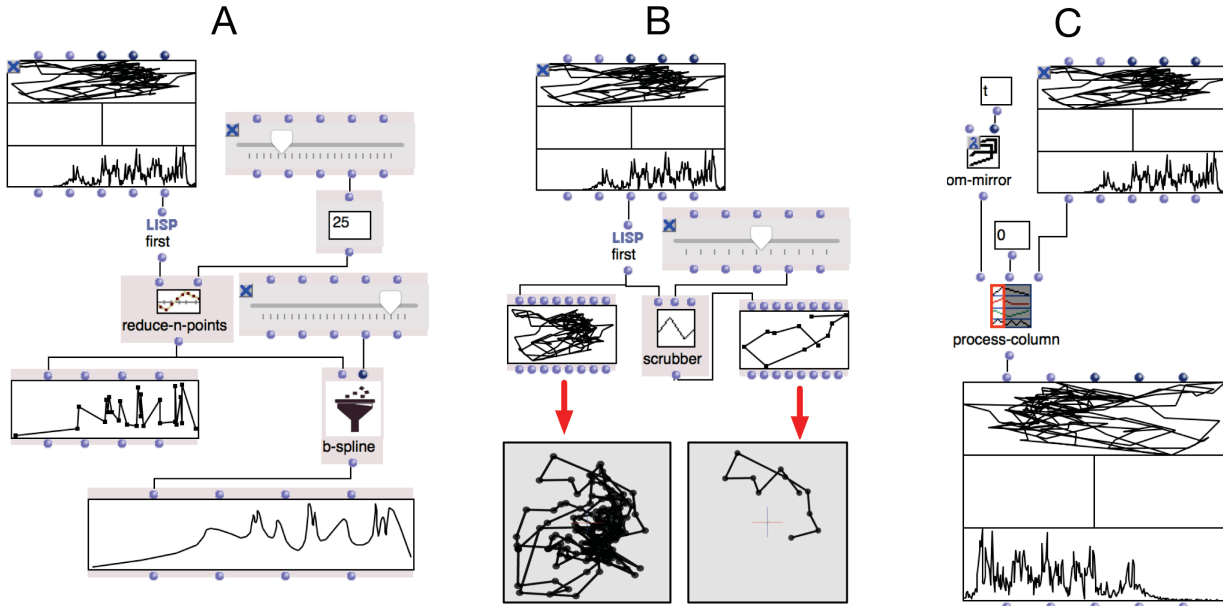 A
B
C
t
om-mirror
LISP
first
25
LISP
first
0
reduce-n-points
scrubber
process-column
b-spline